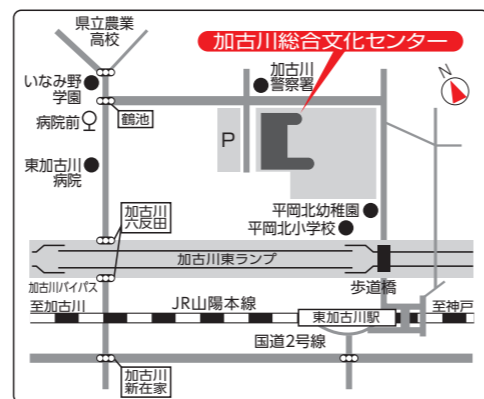 県立農業
高校
加古川総合文化センター
いなみ野
学園
加古川
警察署
N
病院前
鶴池
P
東加古川
病院
加古川
六反田
平岡北幼稚園
平岡北小学校
加古川東ランプ
加古川バイパス
歩道橋
至加古川
JR山陽本線
東加古川駅
至神戸
国道2号線
加古川
新在家